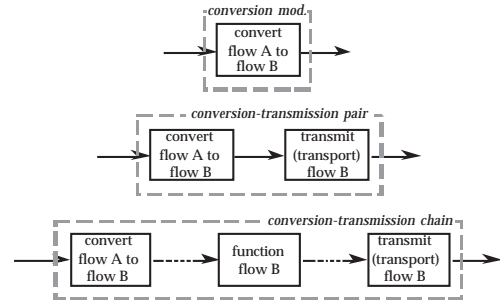 conversion mod.
convert
flow A to
flow B
conversion-transmission pair
convert
flow A to
flow B
transmit
(transport)
flow B
conversion-transmission chain
convert
flow A to
flow B
function
flow B
transmit
(transport)
flow B